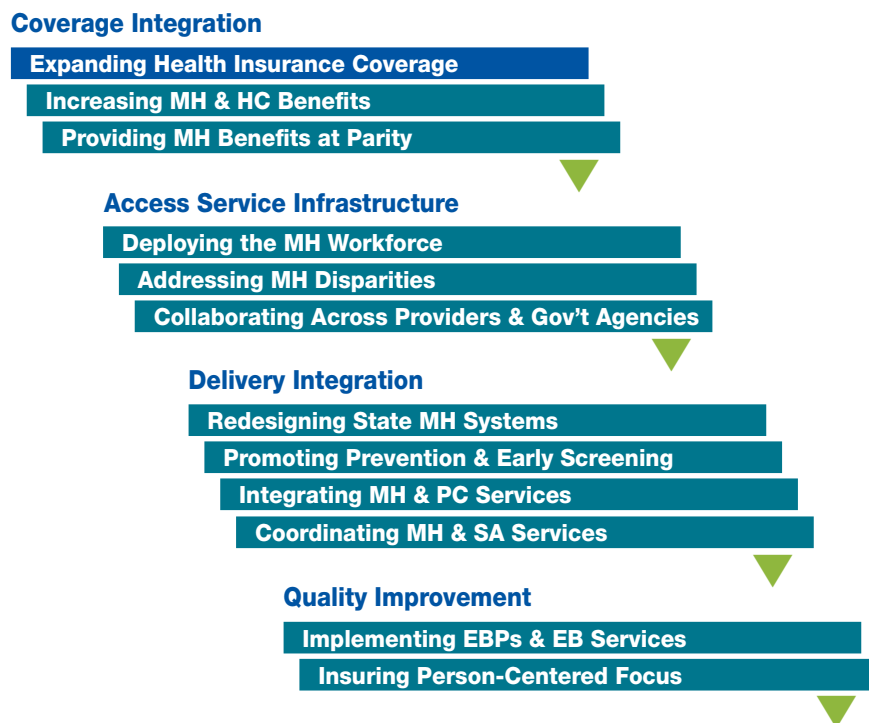 Coverage Integration
Expanding Health Insurance Coverage
Increasing MH & HC Benefits
Providing MH Benefits at Parity
Access Service Infrastructure
Deploying the MH Workforce
Addressing MH Disparities
Collaborating Across Providers & Gov’t Agencies
Delivery Integration
Redesigning State MH Systems
Promoting Prevention & Early Screening
Integrating MH & PC Services
Coordinating MH & SA Services
Quality Improvement
Implementing EBPs & EB Services
Insuring Person-Centered Focus